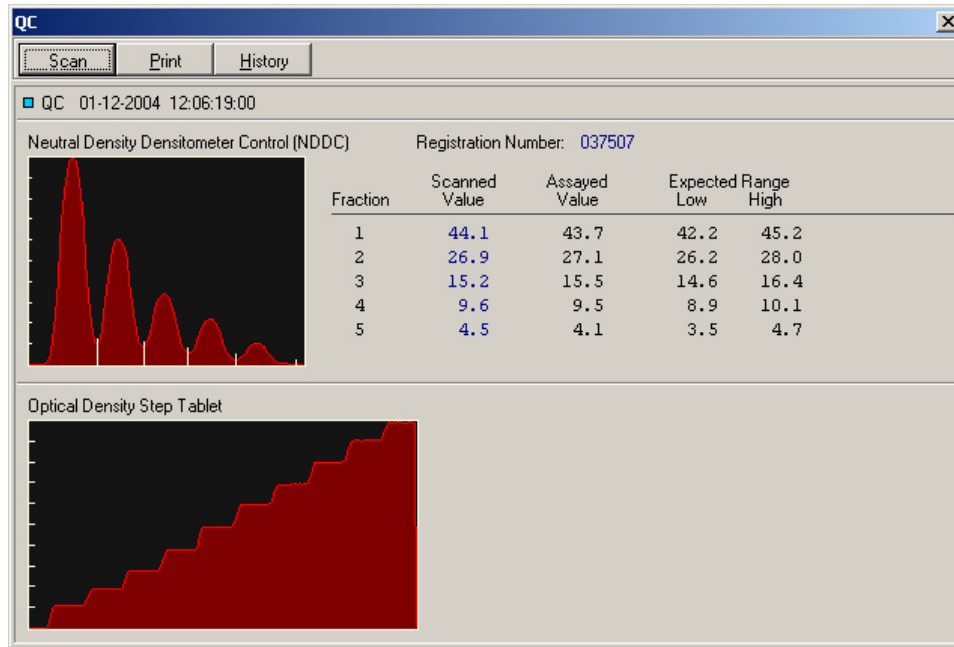 QC
Scan Print History
QC 01-12-2004 12:06:19:00
Neutral Density Densitometer Control (NDDC) Registration Number: 037507
Scanned Assayed Expected Range
Fraction Value Value Low High
1 44.1 43.7 42.2 45.2
2 26.9 27.1 26.2 28.0
3 15.2 15.5 14.6 16.4
4 9.6 9.5 8.9 10.1
5 4.5 4.1 3.5 4.7
Optical Density Step Tablet